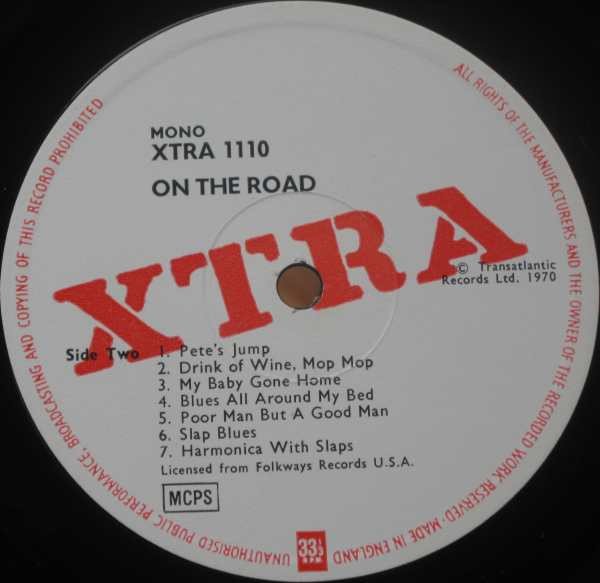 MONO
XTRA 1110
ON THE ROAD
XTRA
© Transatlantic
Records Ltd. 1970
Side Two
1. Pete's Jump
2. Drink of Wine, Mop Mop
3. My Baby Gone Home
4. Blues All Around My Bed
5. Poor Man But A Good Man
6. Slap Blues
7. Harmonica With Slaps
Licensed from Folkways Records U.S.A.
MCPS
33⅓
RPM
ALL RIGHTS OF THE MANUFACTURERS AND THE OWNER OF THE RECORDED WORK RESERVED·MADE IN ENGLAND
UNAUTHORISED PUBLIC PERFORMANCE, BROADCASTING AND COPYING OF THIS RECORD PROHIBITED